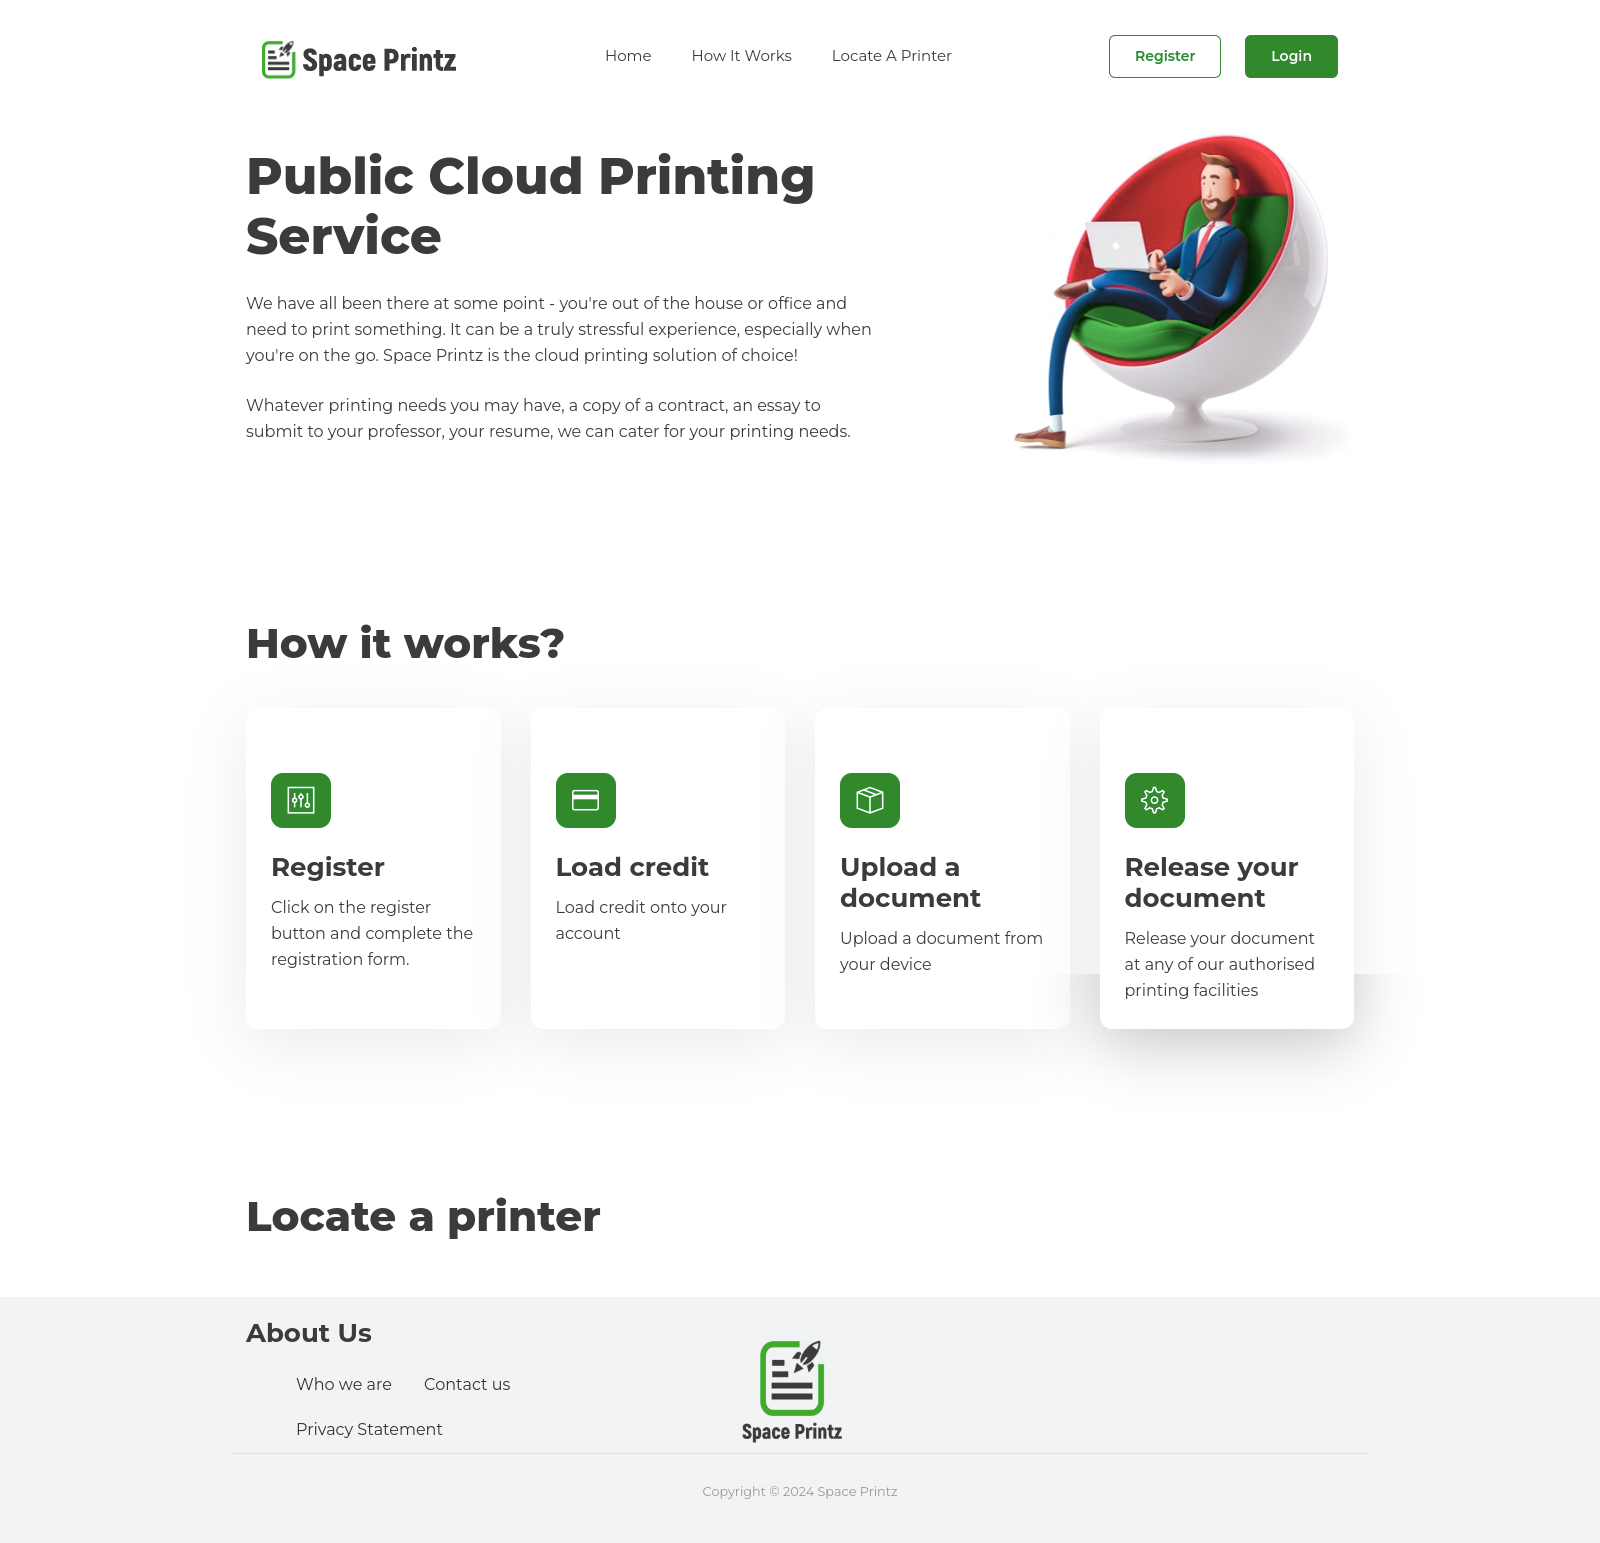 Space Printz
Home
How It Works
Locate A Printer
Register
Login
Public Cloud Printing
Service
We have all been there at some point - you're out of the house or office and
need to print something. It can be a truly stressful experience, especially when
you're on the go. Space Printz is the cloud printing solution of choice!
Whatever printing needs you may have, a copy of a contract, an essay to
submit to your professor, your resume, we can cater for your printing needs.
How it works?
Register
Click on the register
button and complete the
registration form.
Load credit
Load credit onto your
account
Upload a
document
Upload a document from
your device
Release your
document
Release your document
at any of our authorised
printing facilities
Locate a printer
About Us
Who we are
Contact us
Privacy Statement
Space Printz
Copyright © 2024 Space Printz